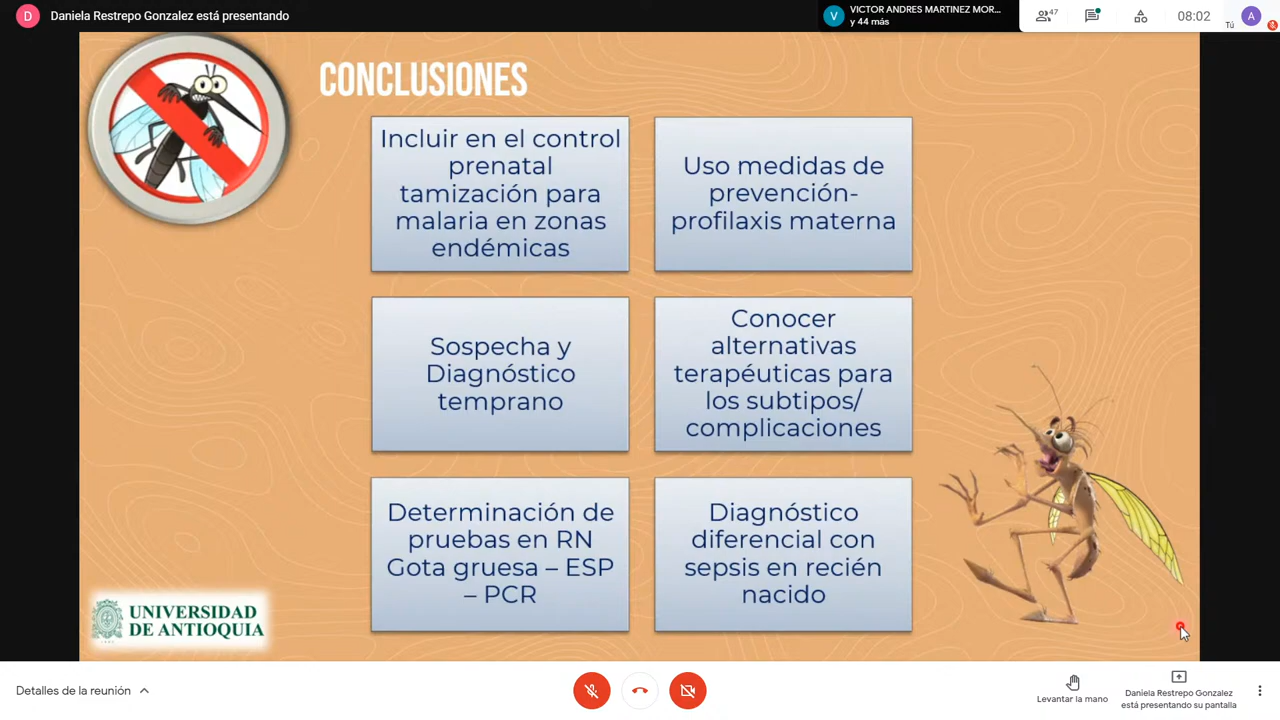 D Daniela Restrepo Gonzalez está presentando
V VICTOR ANDRES MARTINEZ MOR...
y 44 más
47
08:02
Tú
A
CONCLUSIONES
Incluir en el control
prenatal
tamización para
malaria en zonas
endémicas
Uso medidas de
prevención-
profilaxis materna
Sospecha y
Diagnóstico
temprano
Conocer
alternativas
terapéuticas para
los subtipos/
complicaciones
Determinación de
pruebas en RN
Gota gruesa – ESP
– PCR
Diagnóstico
diferencial con
sepsis en recién
nacido
UNIVERSIDAD
DE ANTIOQUIA
Detalles de la reunión
Levantar la mano
Daniela Restrepo Gonzalez
está presentando su pantalla